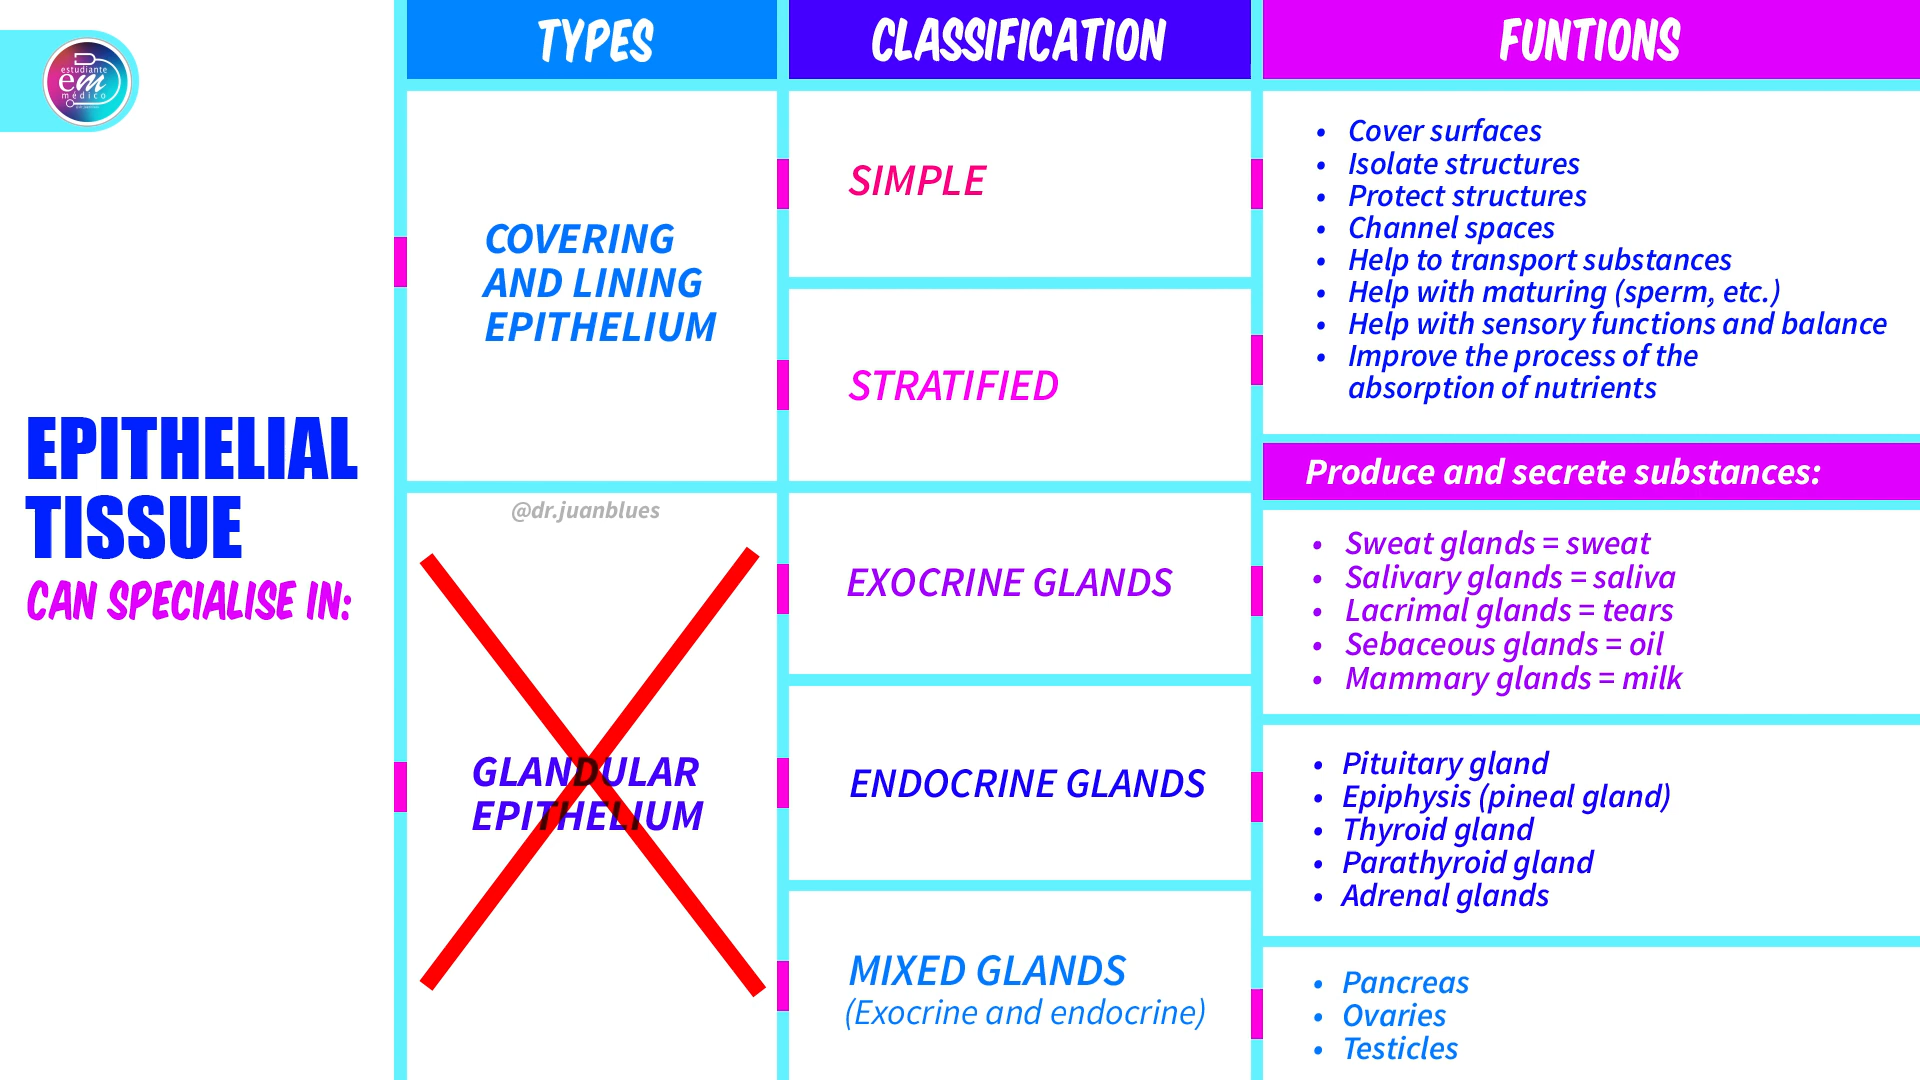 estudiante
em
médico
TYPES
CLASSIFICATION
FUNTIONS
EPITHELIAL
TISSUE
CAN SPECIALISE IN:
COVERING
AND LINING
EPITHELIUM
SIMPLE
STRATIFIED
• Cover surfaces
• Isolate structures
• Protect structures
• Channel spaces
• Help to transport substances
• Help with maturing (sperm, etc.)
• Help with sensory functions and balance
• Improve the process of the
absorption of nutrients
@dr.juanblues
GLANDULAR
EPITHELIUM
Produce and secrete substances:
EXOCRINE GLANDS
• Sweat glands = sweat
• Salivary glands = saliva
• Lacrimal glands = tears
• Sebaceous glands = oil
• Mammary glands = milk
ENDOCRINE GLANDS
• Pituitary gland
• Epiphysis (pineal gland)
• Thyroid gland
• Parathyroid gland
• Adrenal glands
MIXED GLANDS
(Exocrine and endocrine)
• Pancreas
• Ovaries
• Testicles